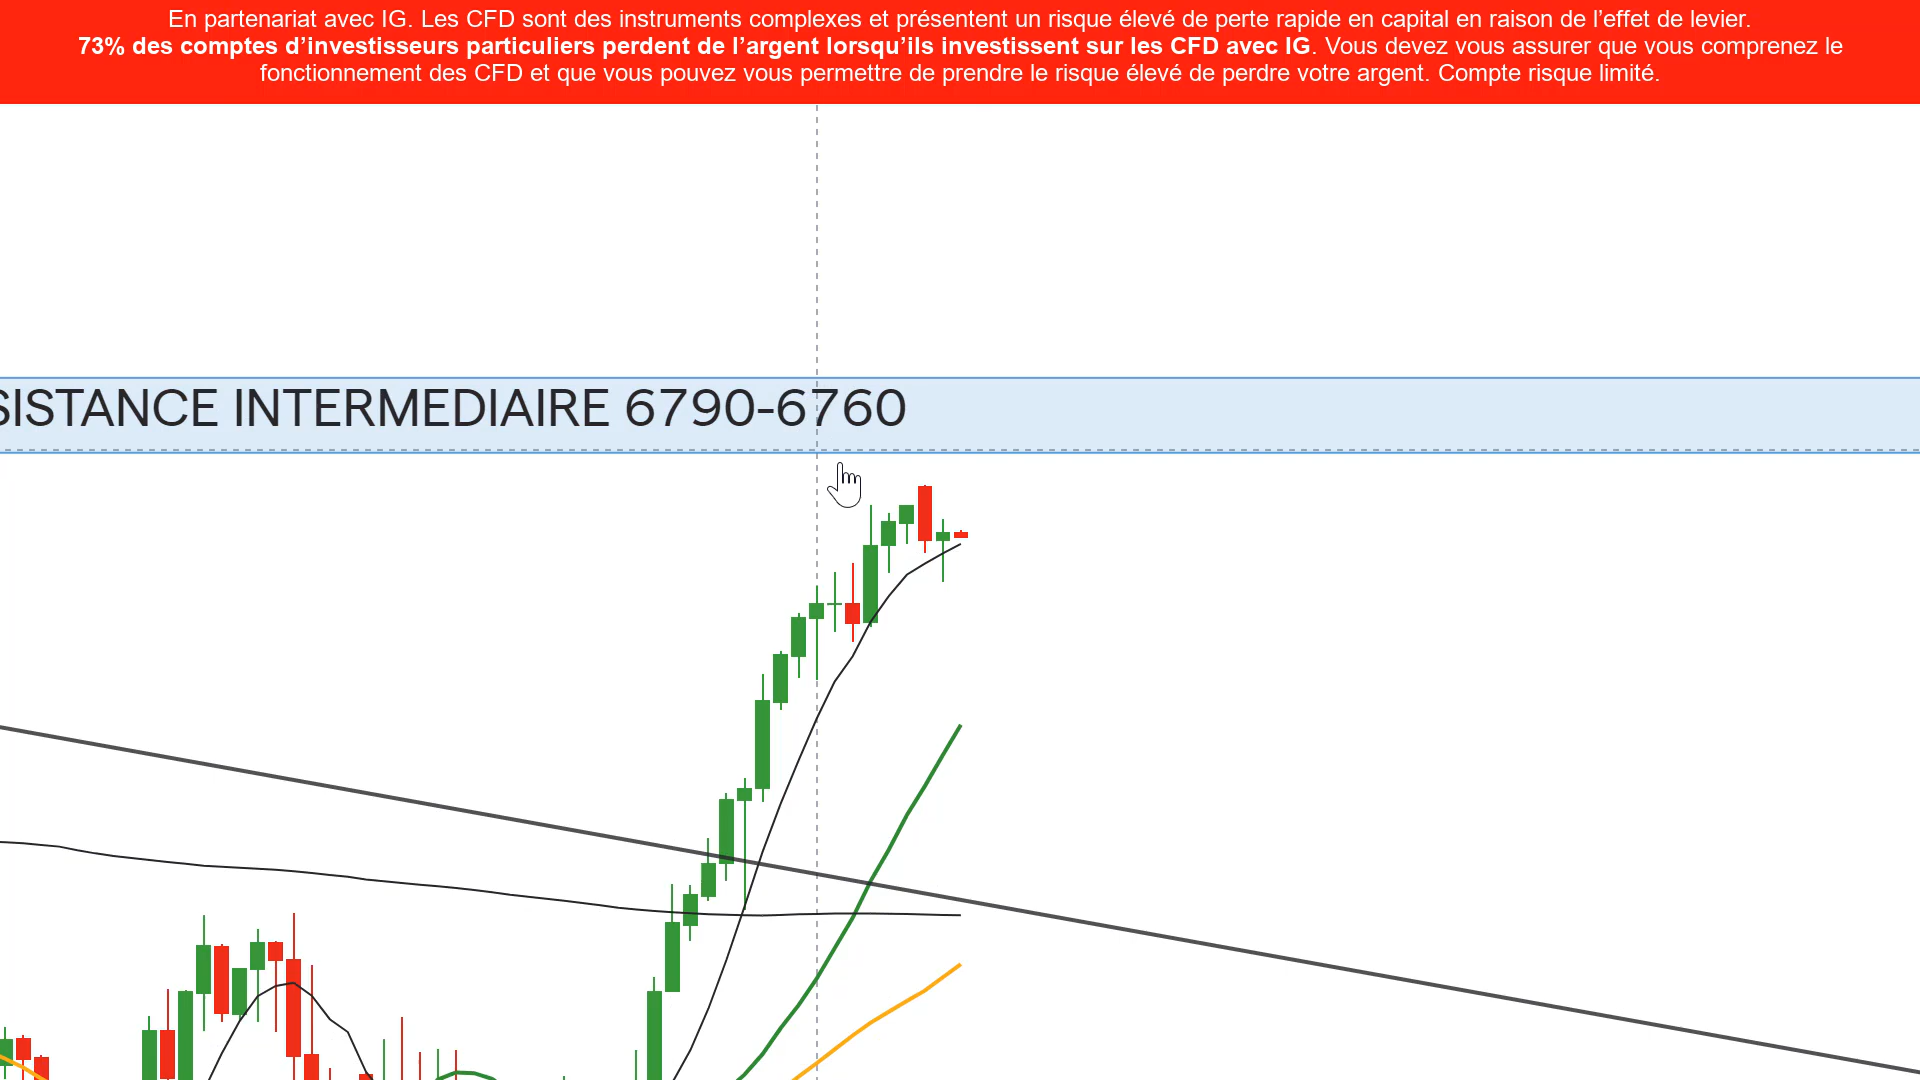 En partenariat avec IG. Les CFD sont des instruments complexes et présentent un risque élevé de perte rapide en capital en raison de l’effet de levier.
73% des comptes d’investisseurs particuliers perdent de l’argent lorsqu’ils investissent sur les CFD avec IG. Vous devez vous assurer que vous comprenez le
fonctionnement des CFD et que vous pouvez vous permettre de prendre le risque élevé de perdre votre argent. Compte risque limité.
SISTANCE INTERMEDIAIRE 6790-6760